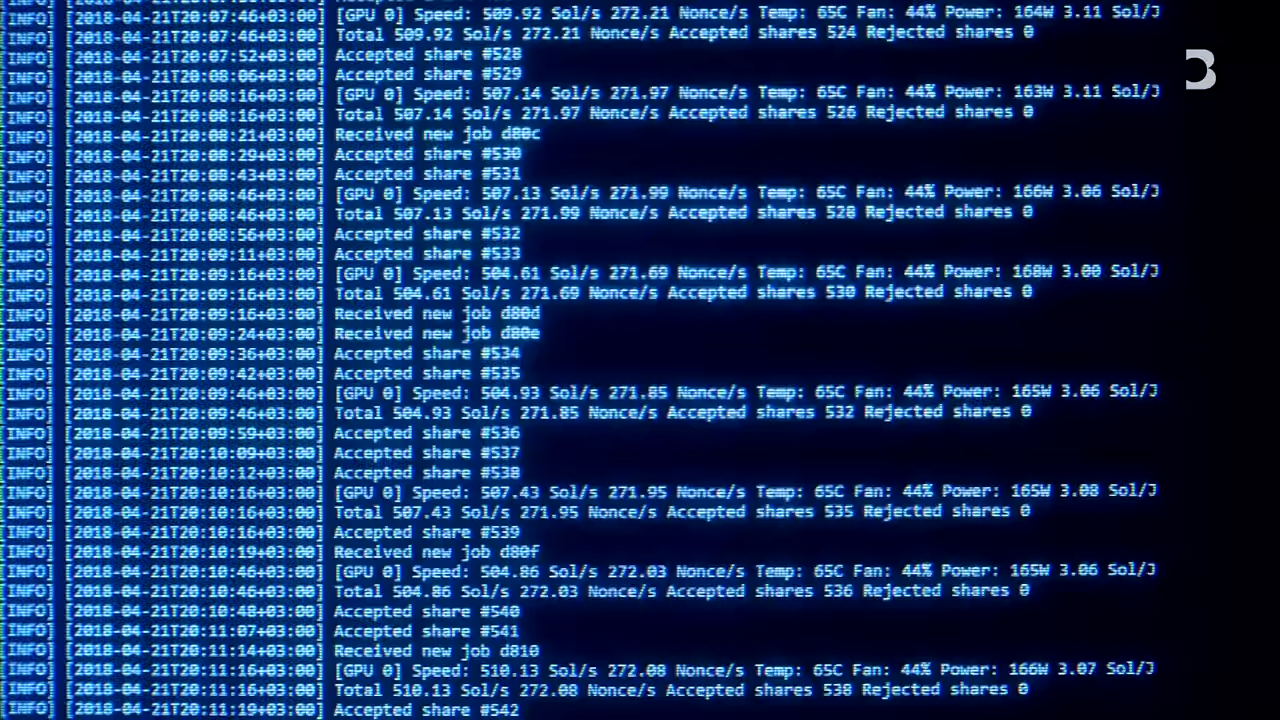 [INFO] [2018-04-21T20:07:46+03:00] [GPU 0] Speed: 509.92 Sol/s 272.21 Nonce/s Temp: 65C Fan: 44% Power: 164W 3.11 Sol/J
[INFO] [2018-04-21T20:07:46+03:00] Total 509.92 Sol/s 272.21 Nonce/s Accepted shares 524 Rejected shares 0
[INFO] [2018-04-21T20:07:52+03:00] Accepted share #528
[INFO] [2018-04-21T20:08:06+03:00] Accepted share #529
[INFO] [2018-04-21T20:08:16+03:00] [GPU 0] Speed: 507.14 Sol/s 271.97 Nonce/s Temp: 65C Fan: 44% Power: 163W 3.11 Sol/J
[INFO] [2018-04-21T20:08:16+03:00] Total 507.14 Sol/s 271.97 Nonce/s Accepted shares 526 Rejected shares 0
[INFO] [2018-04-21T20:08:21+03:00] Received new job d80c
[INFO] [2018-04-21T20:08:29+03:00] Accepted share #530
[INFO] [2018-04-21T20:08:43+03:00] Accepted share #531
[INFO] [2018-04-21T20:08:46+03:00] [GPU 0] Speed: 507.13 Sol/s 271.99 Nonce/s Temp: 65C Fan: 44% Power: 166W 3.06 Sol/J
[INFO] [2018-04-21T20:08:46+03:00] Total 507.13 Sol/s 271.99 Nonce/s Accepted shares 528 Rejected shares 0
[INFO] [2018-04-21T20:08:56+03:00] Accepted share #532
[INFO] [2018-04-21T20:09:11+03:00] Accepted share #533
[INFO] [2018-04-21T20:09:16+03:00] [GPU 0] Speed: 504.61 Sol/s 271.69 Nonce/s Temp: 65C Fan: 44% Power: 168W 3.00 Sol/J
[INFO] [2018-04-21T20:09:16+03:00] Total 504.61 Sol/s 271.69 Nonce/s Accepted shares 530 Rejected shares 0
[INFO] [2018-04-21T20:09:16+03:00] Received new job d80d
[INFO] [2018-04-21T20:09:24+03:00] Received new job d80e
[INFO] [2018-04-21T20:09:36+03:00] Accepted share #534
[INFO] [2018-04-21T20:09:42+03:00] Accepted share #535
[INFO] [2018-04-21T20:09:46+03:00] [GPU 0] Speed: 504.93 Sol/s 271.85 Nonce/s Temp: 65C Fan: 44% Power: 165W 3.06 Sol/J
[INFO] [2018-04-21T20:09:46+03:00] Total 504.93 Sol/s 271.85 Nonce/s Accepted shares 532 Rejected shares 0
[INFO] [2018-04-21T20:09:59+03:00] Accepted share #536
[INFO] [2018-04-21T20:10:09+03:00] Accepted share #537
[INFO] [2018-04-21T20:10:12+03:00] Accepted share #538
[INFO] [2018-04-21T20:10:16+03:00] [GPU 0] Speed: 507.43 Sol/s 271.95 Nonce/s Temp: 65C Fan: 44% Power: 165W 3.08 Sol/J
[INFO] [2018-04-21T20:10:16+03:00] Total 507.43 Sol/s 271.95 Nonce/s Accepted shares 535 Rejected shares 0
[INFO] [2018-04-21T20:10:16+03:00] Accepted share #539
[INFO] [2018-04-21T20:10:19+03:00] Received new job d80f
[INFO] [2018-04-21T20:10:46+03:00] [GPU 0] Speed: 504.86 Sol/s 272.03 Nonce/s Temp: 65C Fan: 44% Power: 165W 3.06 Sol/J
[INFO] [2018-04-21T20:10:46+03:00] Total 504.86 Sol/s 272.03 Nonce/s Accepted shares 536 Rejected shares 0
[INFO] [2018-04-21T20:10:48+03:00] Accepted share #540
[INFO] [2018-04-21T20:11:07+03:00] Accepted share #541
[INFO] [2018-04-21T20:11:14+03:00] Received new job d810
[INFO] [2018-04-21T20:11:16+03:00] [GPU 0] Speed: 510.13 Sol/s 272.08 Nonce/s Temp: 65C Fan: 44% Power: 166W 3.07 Sol/J
[INFO] [2018-04-21T20:11:16+03:00] Total 510.13 Sol/s 272.08 Nonce/s Accepted shares 538 Rejected shares 0
[INFO] [2018-04-21T20:11:19+03:00] Accepted share #542